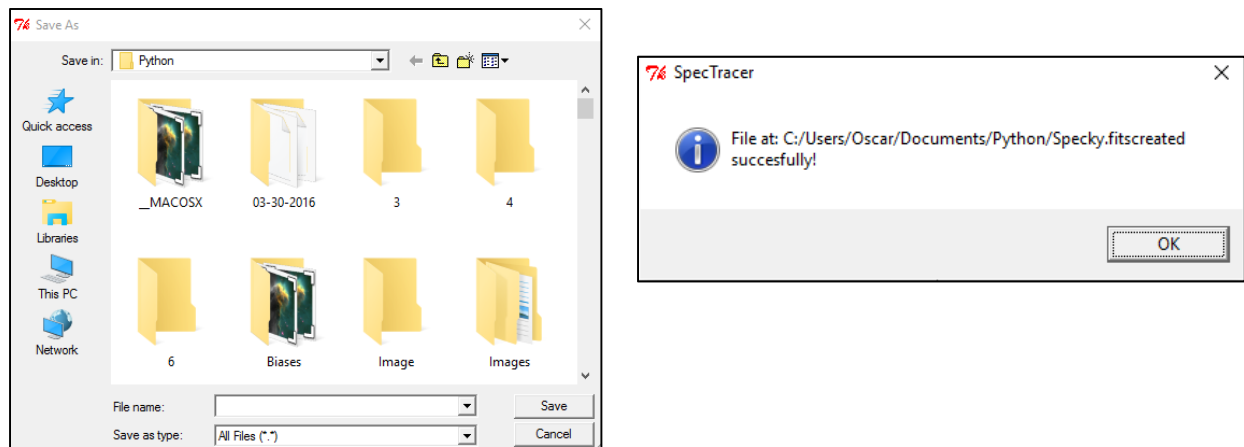 Save As
Save in:
Python
Quick access
Desktop
Libraries
This PC
Network
__MACOSX
03-30-2016
3
4
6
Biases
Image
Images
File name:
Save
Save as type:
All Files (*.*)
Cancel
SpecTracer
File at: C:/Users/Oscar/Documents/Python/Specky.fitscreated
succesfully!
OK